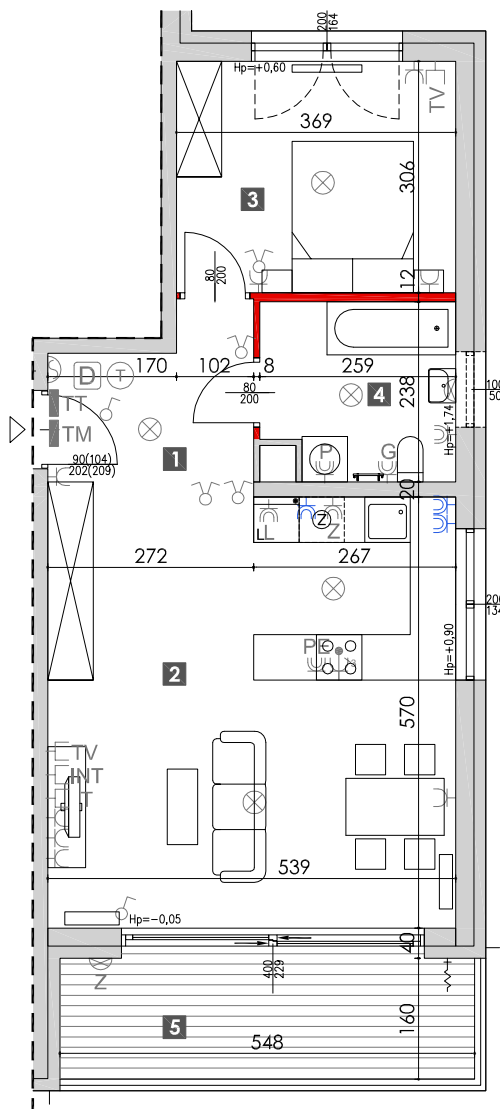 200
164
Hp=+0,60
TV
369
306
3
12
80
200
170
102
8
259
D
T
4
238
100
50
TT
80
200
TM
Hp=+1,74
1
P
G
90(104)
202(209)
20
L
Z
Z
L
272
267
200
134
Hp=+0,90
PE
2
570
TV
INT
T
539
Hp=-0,05
40
400
229
Z
5
160
548